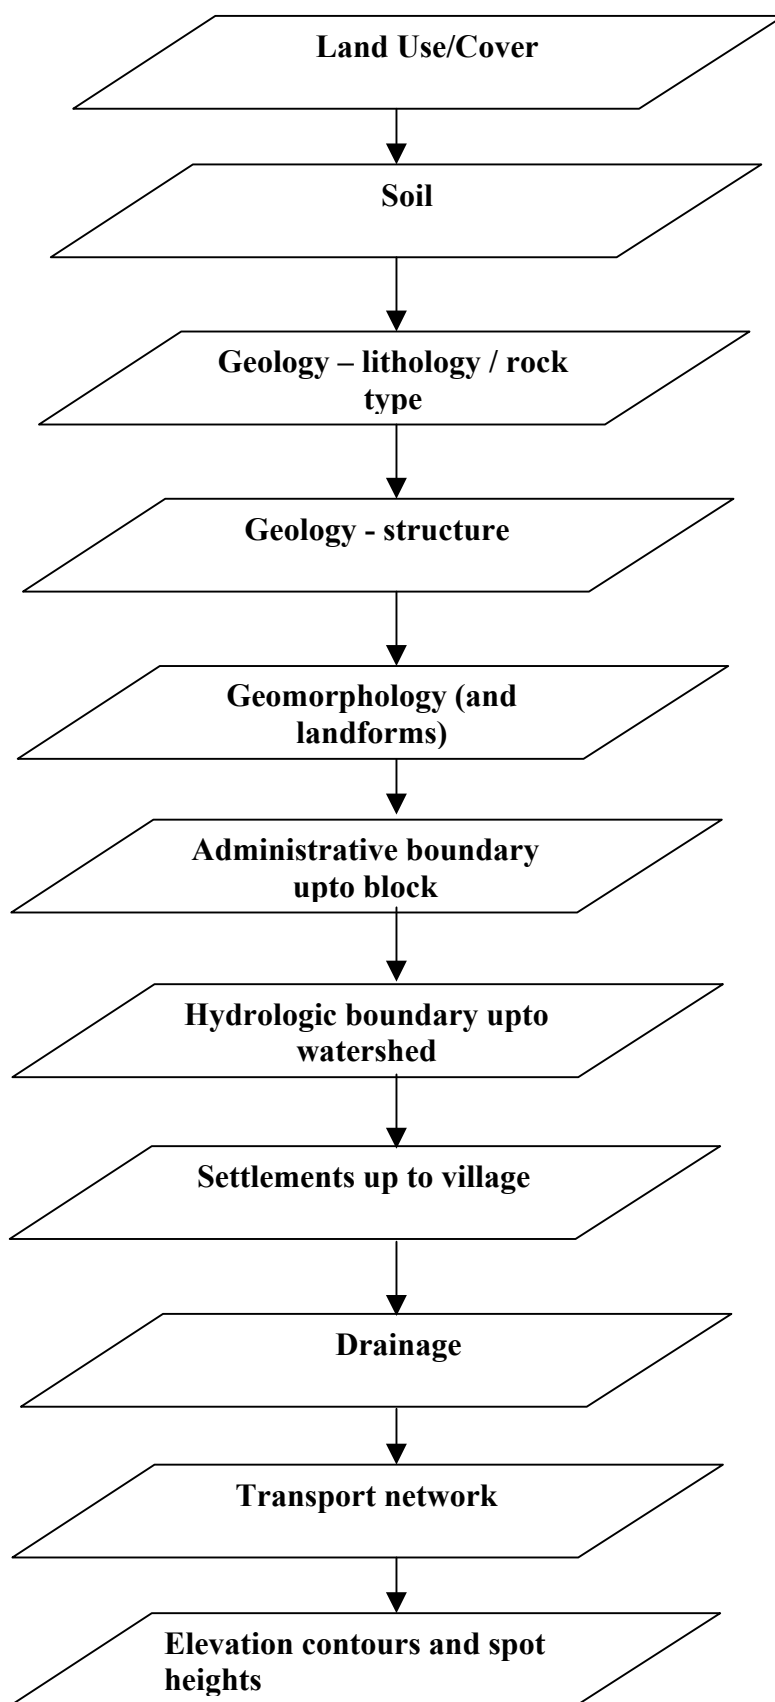 Land Use/Cover
Soil
Geology – lithology / rock
type
Geology - structure
Geomorphology (and
landforms)
Administrative boundary
upto block
Hydrologic boundary upto
watershed
Settlements up to village
Drainage
Transport network
Elevation contours and spot
heights